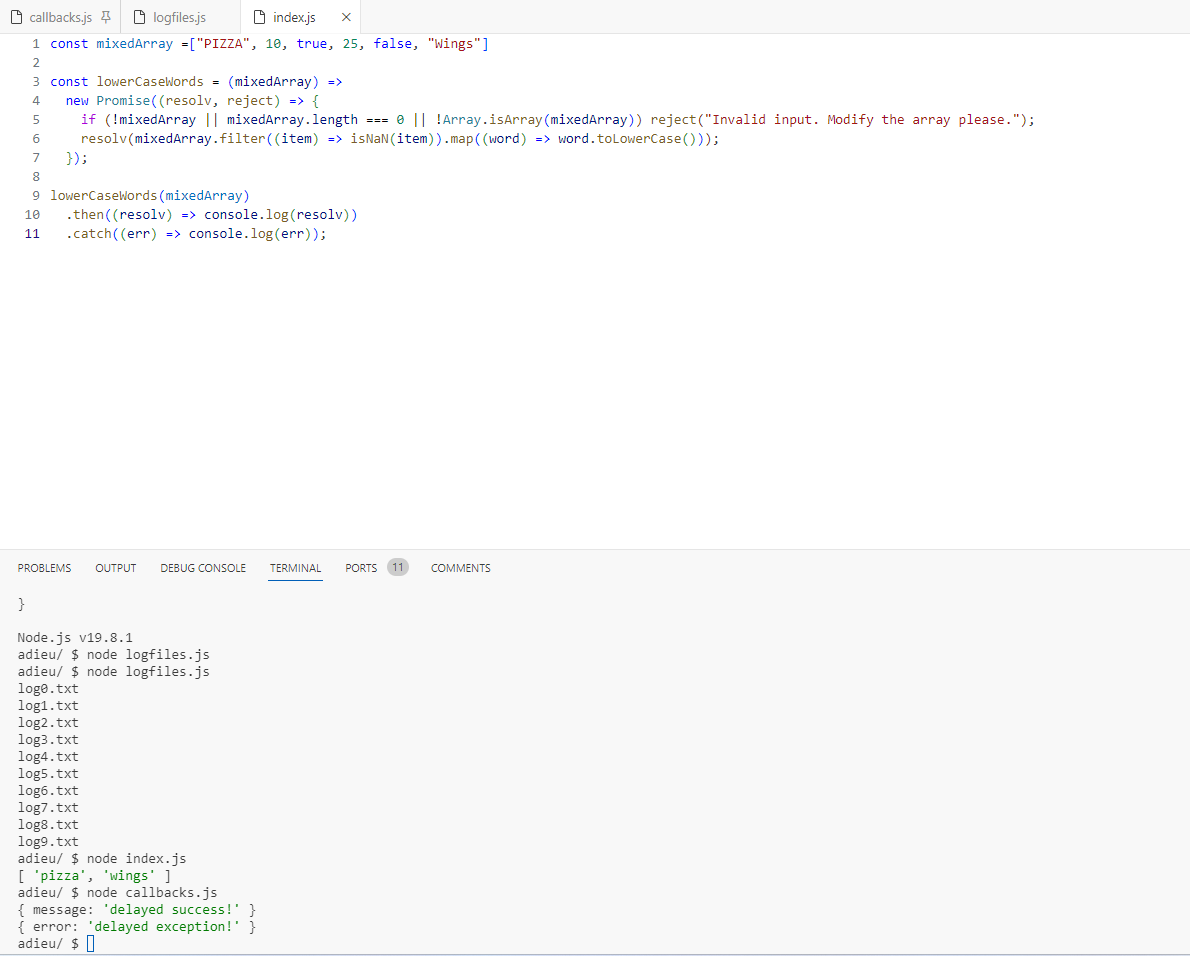 callbacks.js logfiles.js index.js
1 const mixedArray =["PIZZA", 10, true, 25, false, "Wings"]
2
3 const lowerCaseWords = (mixedArray) =>
4 new Promise((resolv, reject) => {
5 if (!mixedArray || mixedArray.length === 0 || !Array.isArray(mixedArray)) reject("Invalid input. Modify the array please.");
6 resolv(mixedArray.filter((item) => isNaN(item)).map((word) => word.toLowerCase()));
7 });
8
9 lowerCaseWords(mixedArray)
10 .then((resolv) => console.log(resolv))
11 .catch((err) => console.log(err));
PROBLEMS OUTPUT DEBUG CONSOLE TERMINAL PORTS 11 COMMENTS
}
Node.js v19.8.1
adieu/ $ node logfiles.js
adieu/ $ node logfiles.js
log0.txt
log1.txt
log2.txt
log3.txt
log4.txt
log5.txt
log6.txt
log7.txt
log8.txt
log9.txt
adieu/ $ node index.js
[ 'pizza', 'wings' ]
adieu/ $ node callbacks.js
{ message: 'delayed success!' }
{ error: 'delayed exception!' }
adieu/ $